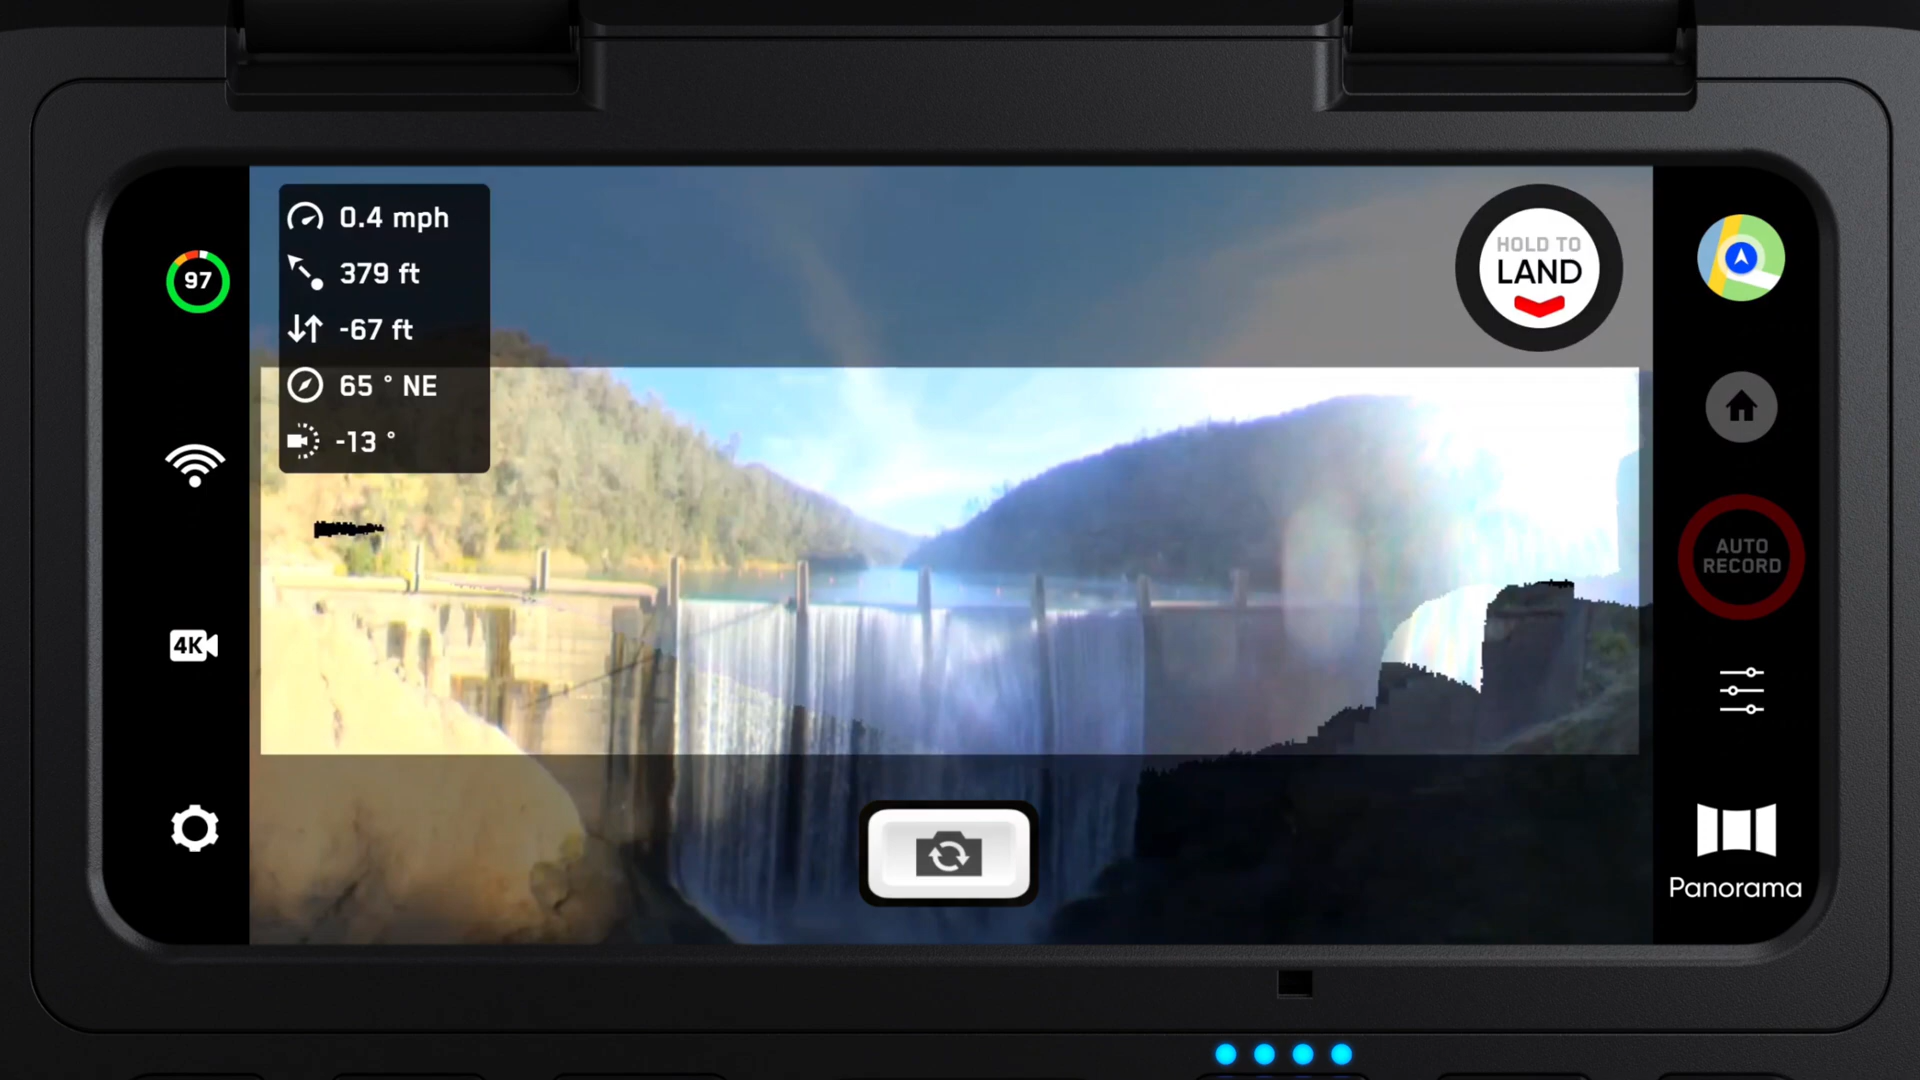 0.4 mph
379 ft
-67 ft
65 ° NE
-13 °
97
4K
HOLD TO
LAND
AUTO
RECORD
Panorama